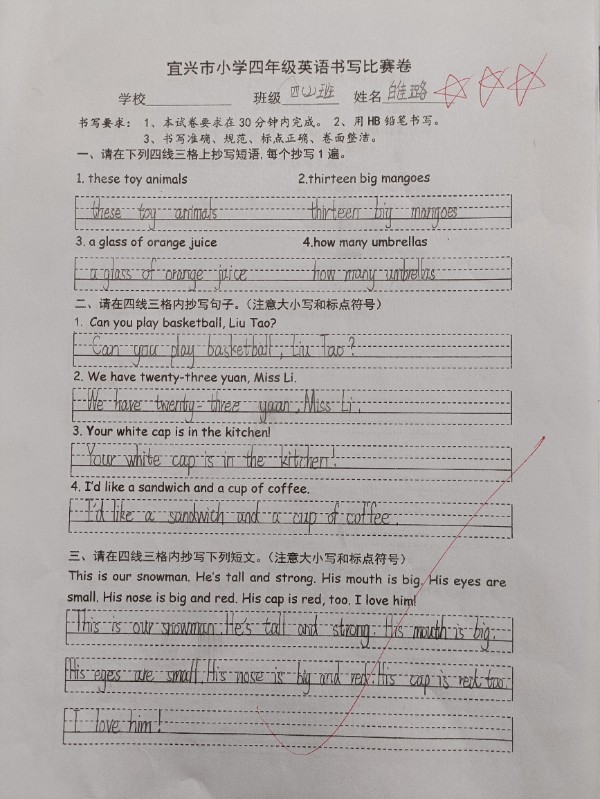 宜兴市小学四年级英语书写比赛卷
学校 班级 四(2)班 姓名
书写要求: 1、本试卷要求在30分钟内完成。 2、用HB铅笔书写。
3、书写准确、规范、标点正确、卷面整洁。
一、请在下列四线三格上抄写短语, 每个抄写1遍。
1. these toy animals 2.thirteen big mangoes
these toy animals thirteen big mangoes
3. a glass of orange juice 4.how many umbrellas
a glass of orange juice how many umbrellas
二、请在四线三格内抄写句子。(注意大小写和标点符号)
1. Can you play basketball, Liu Tao?
Can you play basketball, Liu Tao?
2. We have twenty-three yuan, Miss Li.
We have twenty-three yuan, Miss Li.
3. Your white cap is in the kitchen!
Your white cap is in the kitchen!
4. I'd like a sandwich and a cup of coffee.
I'd like a sandwich and a cup of coffee.
三、请在四线三格内抄写下列短文。(注意大小写和标点符号)
This is our snowman. He's tall and strong. His mouth is big. His eyes are
small. His nose is big and red. His cap is red, too. I love him!
This is our snowman. He's tall and strong. His mouth is big.
His eyes are small. His nose is big and red. His cap is red, too.
I love him!